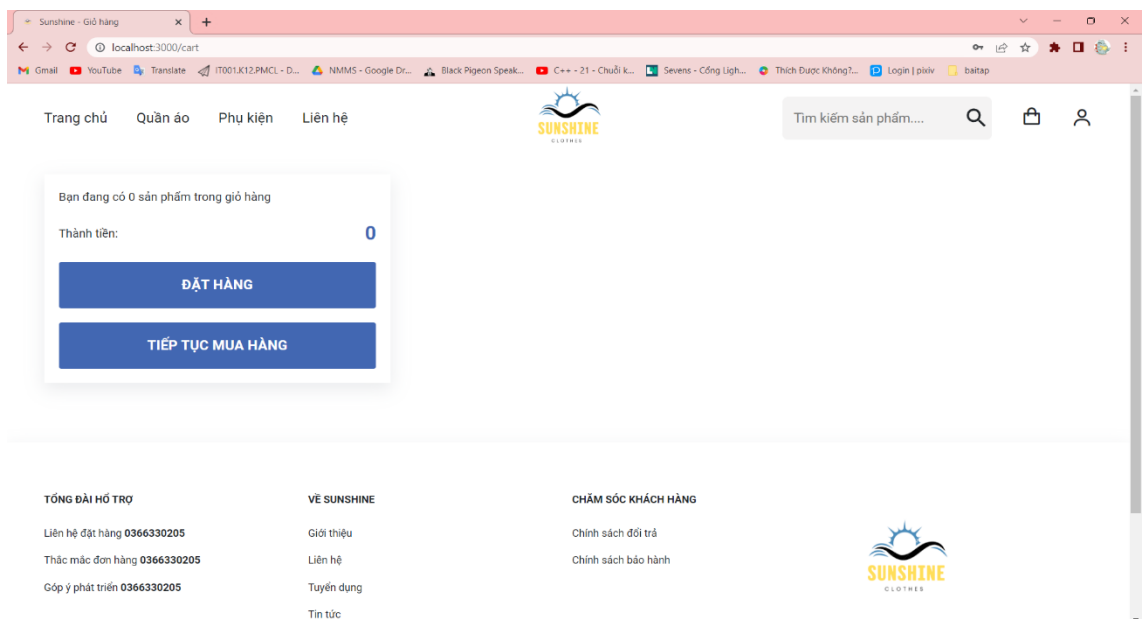 Sunshine - Giỏ hàng
localhost:3000/cart
Gmail YouTube Translate IT001.K12.PMCL - D... NMMS - Google Dr... Black Pigeon Speak... C++ - 21 - Chuỗi k... Sevens - Cổng Ligh... Thích Được Không?... Login | pixiv baitap
Trang chủ Quần áo Phụ kiện Liên hệ
SUNSHINE
CLOTHES
Tìm kiếm sản phẩm....
Bạn đang có 0 sản phẩm trong giỏ hàng
Thành tiền: 0
ĐẶT HÀNG
TIẾP TỤC MUA HÀNG
TỔNG ĐÀI HỖ TRỢ
Liên hệ đặt hàng 0366330205
Thắc mắc đơn hàng 0366330205
Góp ý phát triển 0366330205
VỀ SUNSHINE
Giới thiệu
Liên hệ
Tuyển dụng
Tin tức
CHĂM SÓC KHÁCH HÀNG
Chính sách đổi trả
Chính sách bảo hành
SUNSHINE
CLOTHES